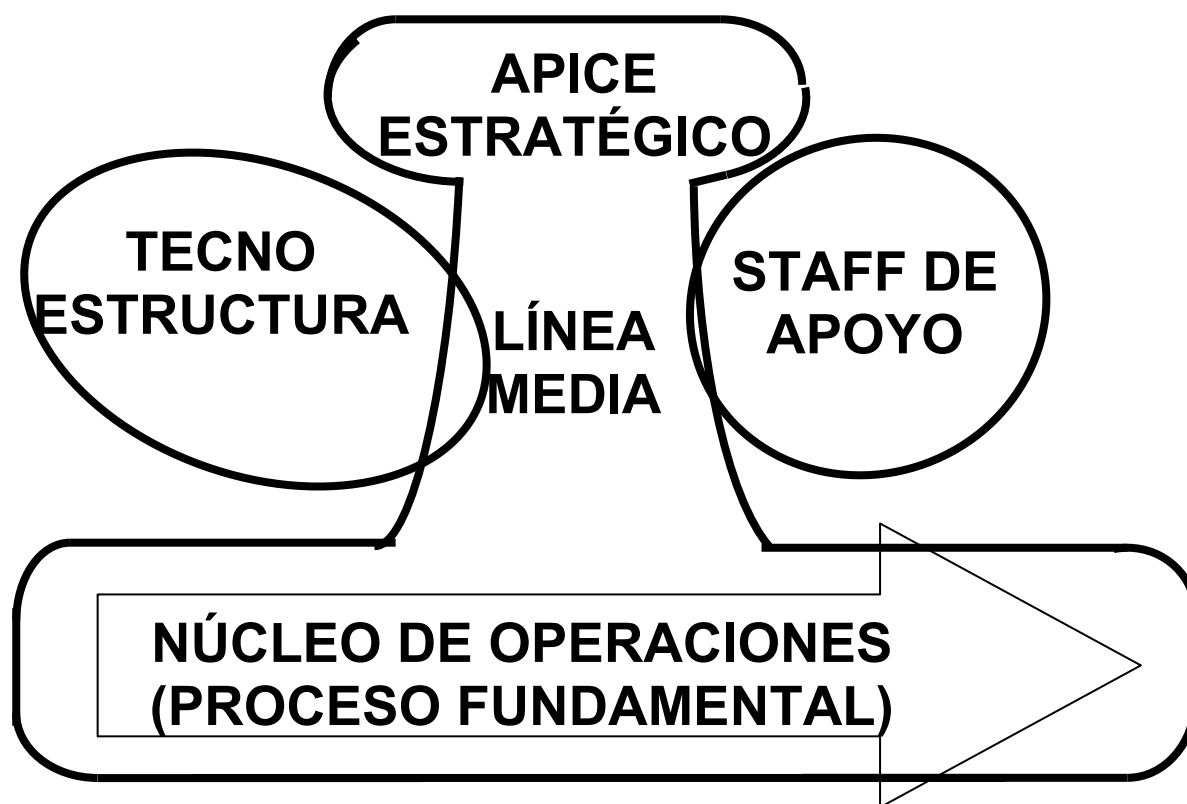 APICE
ESTRATÉGICO
TECNO
ESTRUCTURA
LÍNEA
MEDIA
STAFF DE
APOYO
NÚCLEO DE OPERACIONES
(PROCESO FUNDAMENTAL)